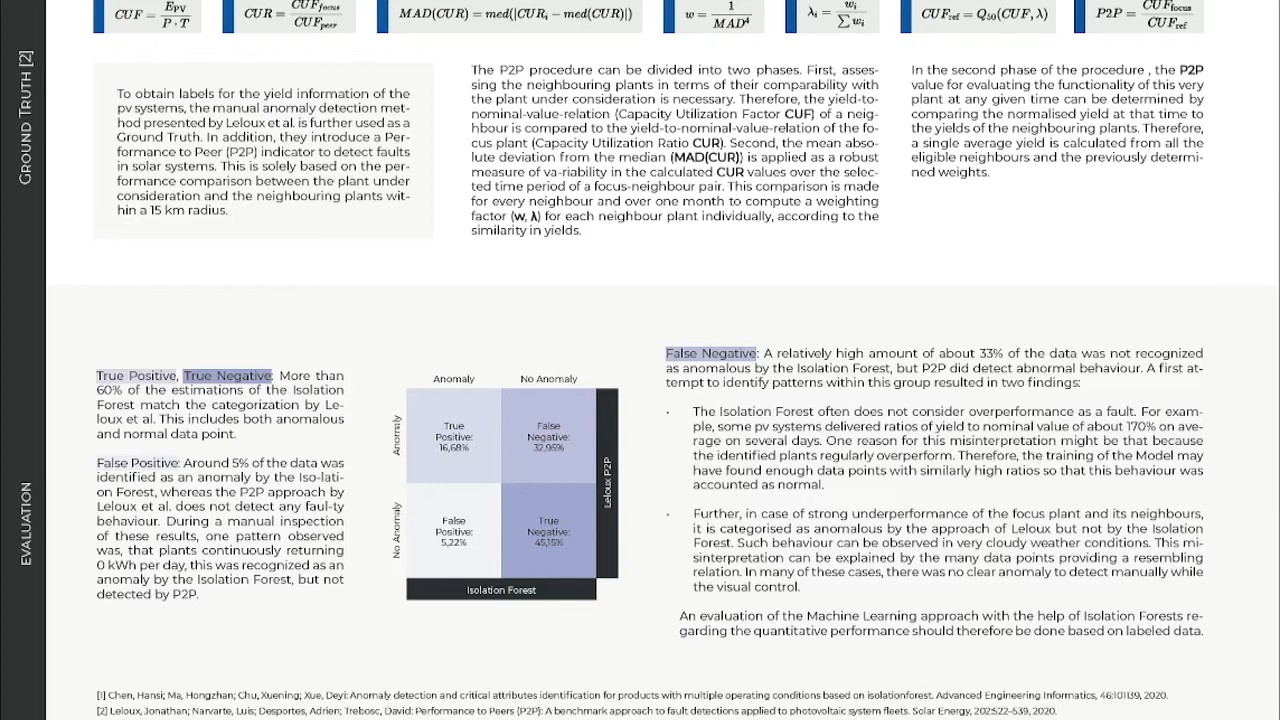 CUF = E_PV / P · T
CUR = CUF_focus / CUF_peer
MAD(CUR) = med(|CUR_i − med(CUR)|)
w = 1 / MAD^4
λ_i = w_i / ∑ w_i
CUF_ref = Q_50(CUF, λ)
P2P = CUF_focus / CUF_ref
GROUND TRUTH [2]
To obtain labels for the yield information of the
pv systems, the manual anomaly detection met-
hod presented by Leloux et al. is further used as a
Ground Truth. In addition, they introduce a Per-
formance to Peer (P2P) indicator to detect faults
in solar systems. This is solely based on the per-
formance comparison between the plant under
consideration and the neighbouring plants wit-
hin a 15 km radius.
The P2P procedure can be divided into two phases. First, asses-
sing the neighbouring plants in terms of their comparability with
the plant under consideration is necessary. Therefore, the yield-to-
nominal-value-relation (Capacity Utilization Factor CUF) of a neig-
hbour is compared to the yield-to-nominal-value-relation of the fo-
cus plant (Capacity Utilization Ratio CUR). Second, the mean abso-
lute deviation from the median (MAD(CUR)) is applied as a robust
measure of va-riability in the calculated CUR values over the selec-
ted time period of a focus-neighbour pair. This comparison is made
for every neighbour and over one month to compute a weighting
factor (w, λ) for each neighbour plant individually, according to the
similarity in yields.
In the second phase of the procedure , the P2P
value for evaluating the functionality of this very
plant at any given time can be determined by
comparing the normalised yield at that time to
the yields of the neighbouring plants. Therefore,
a single average yield is calculated from all the
eligible neighbours and the previously determi-
ned weights.
EVALUATION
True Positive, True Negative: More than
60% of the estimations of the Isolation
Forest match the categorization by Le-
loux et al. This includes both anomalous
and normal data point.
False Positive: Around 5% of the data was
identified as an anomaly by the Iso-lati-
on Forest, whereas the P2P approach by
Leloux et al. does not detect any faul-ty
behaviour. During a manual inspection
of these results, one pattern observed
was, that plants continuously returning
0 kWh per day, this was recognized as an
anomaly by the Isolation Forest, but not
detected by P2P.
Anomaly
No Anomaly
Anomaly
True
Positive:
16,68%
False
Negative:
32,95%
No Anomaly
False
Positive:
5,22%
True
Negative:
45,15%
Leloux P2P
Isolation Forest
False Negative: A relatively high amount of about 33% of the data was not recognized
as anomalous by the Isolation Forest, but P2P did detect abnormal behaviour. A first at-
tempt to identify patterns within this group resulted in two findings:
· The Isolation Forest often does not consider overperformance as a fault. For exam-
ple, some pv systems delivered ratios of yield to nominal value of about 170% on ave-
rage on several days. One reason for this misinterpretation might be that because
the identified plants regularly overperform. Therefore, the training of the Model may
have found enough data points with similarly high ratios so that this behaviour was
accounted as normal.
· Further, in case of strong underperformance of the focus plant and its neighbours,
it is categorised as anomalous by the approach of Leloux but not by the Isolation
Forest. Such behaviour can be observed in very cloudy weather conditions. This mi-
sinterpretation can be explained by the many data points providing a resembling
relation. In many of these cases, there was no clear anomaly to detect manually while
the visual control.
An evaluation of the Machine Learning approach with the help of Isolation Forests re-
garding the quantitative performance should therefore be done based on labeled data.
[1] Chen, Hansi; Ma, Hongzhan; Chu, Xuening; Xue, Deyi: Anomaly detection and critical attributes identification for products with multiple operating conditions based on isolationforest. Advanced Engineering Informatics, 46:101139, 2020.
[2] Leloux, Jonathan; Narvarte, Luis; Desportes, Adrien; Trebosc, David: Performance to Peers (P2P): A benchmark approach to fault detections applied to photovoltaic system fleets. Solar Energy, 202:522–539, 2020.